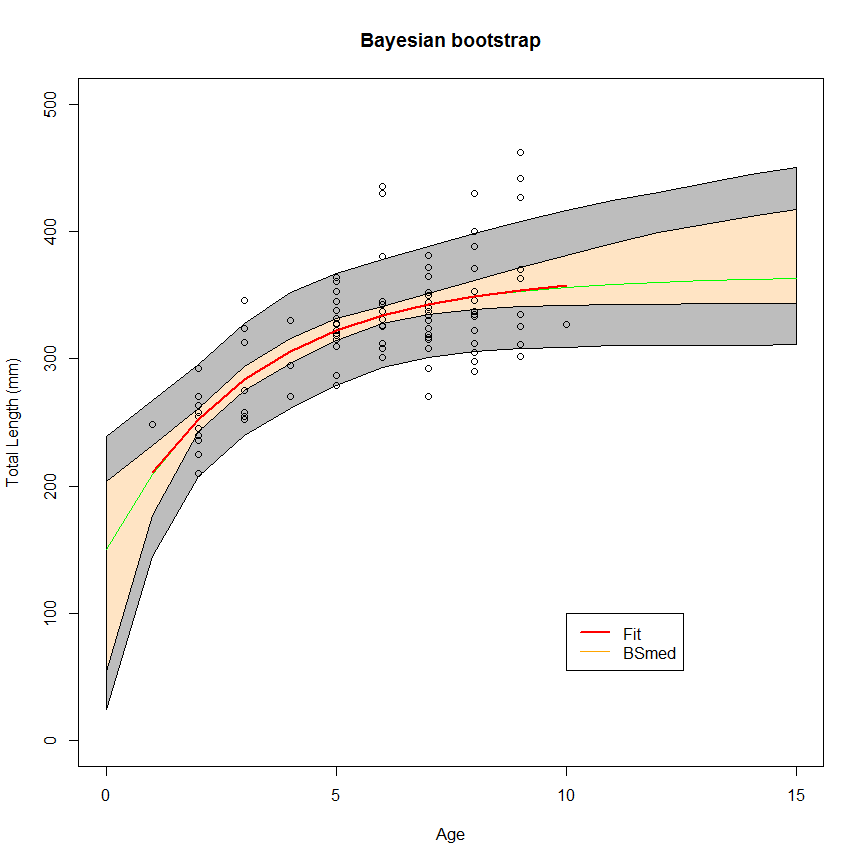 Bayesian bootstrap
Total Length (mm)
500
400
300
200
100
0
Fit
BSmed
0 5 10 15
Age